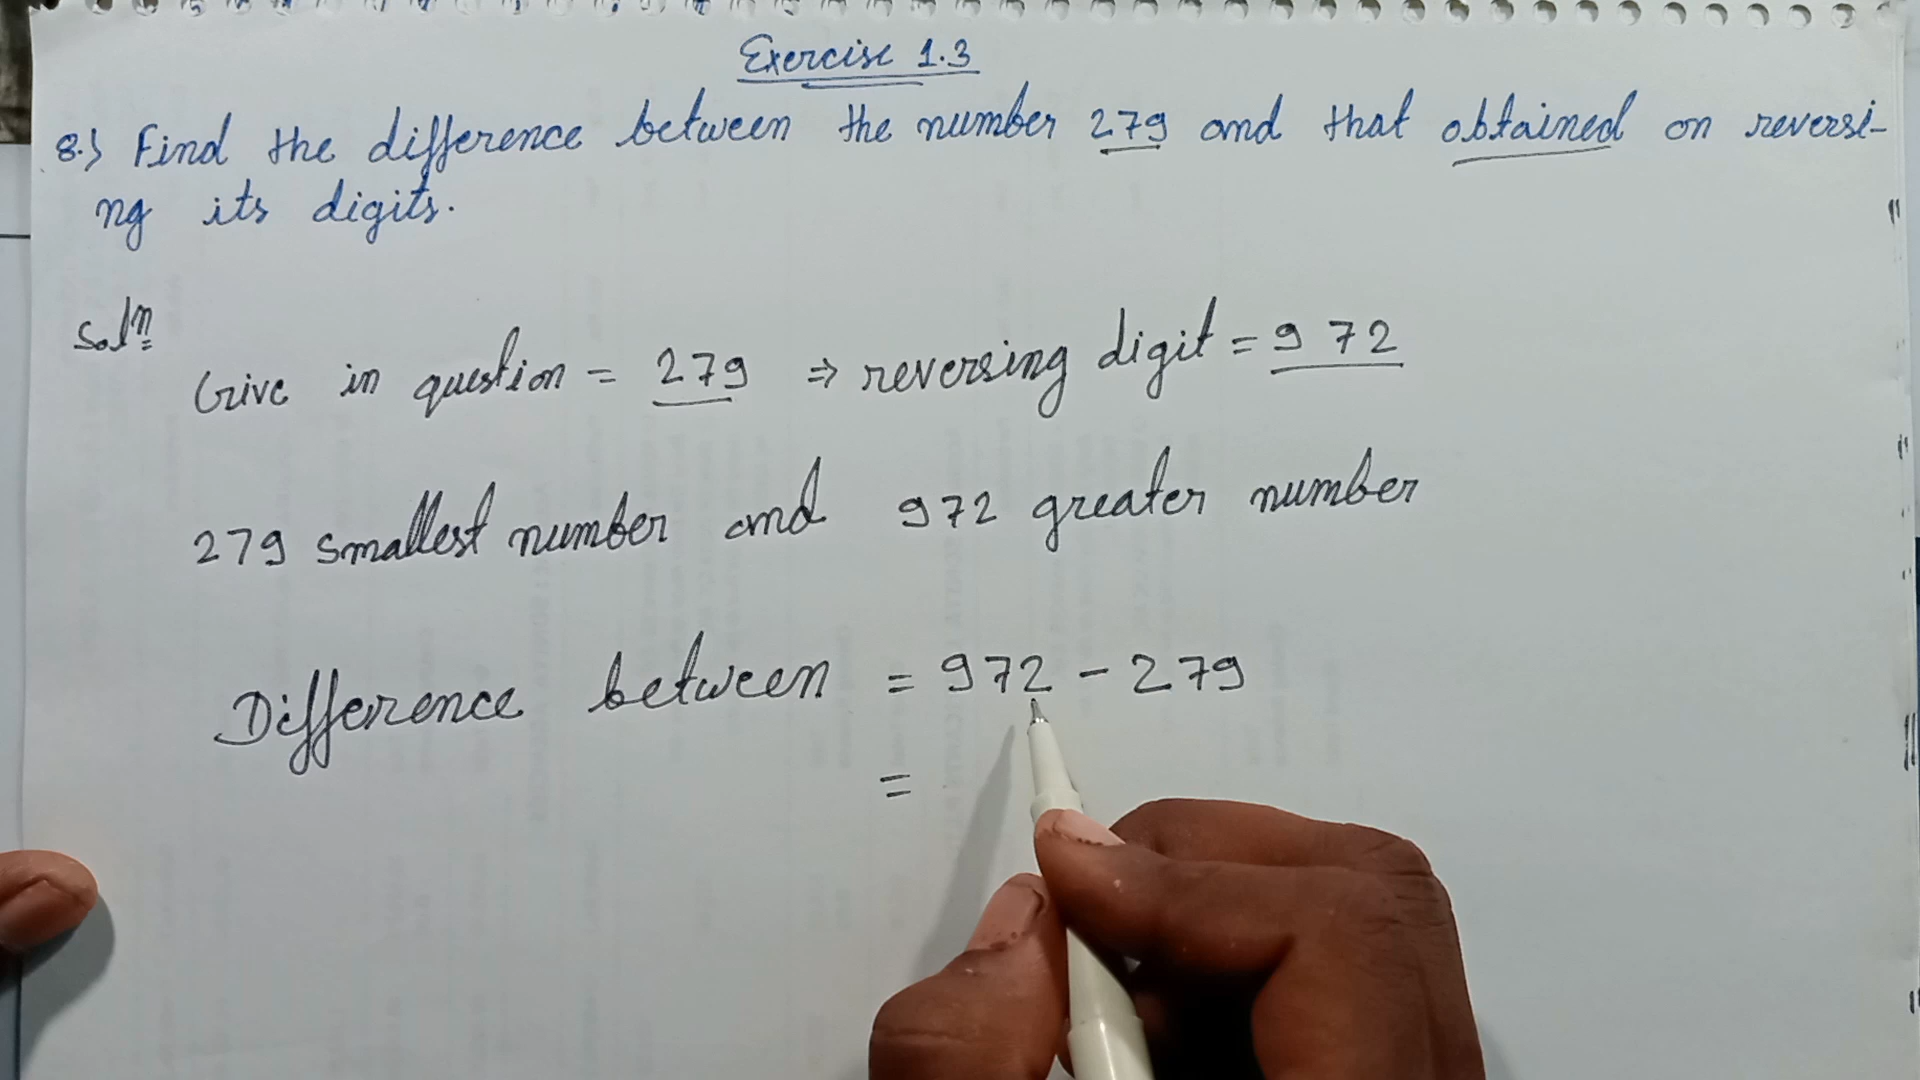 Exercise 1.3
8.) Find the difference between the number 279 and that obtained on reversi-
ng its digits.
Solⁿ
Give in question = 279 ⇒ reversing digit = 972
279 smallest number and 972 greater number
Difference between = 972 - 279
=